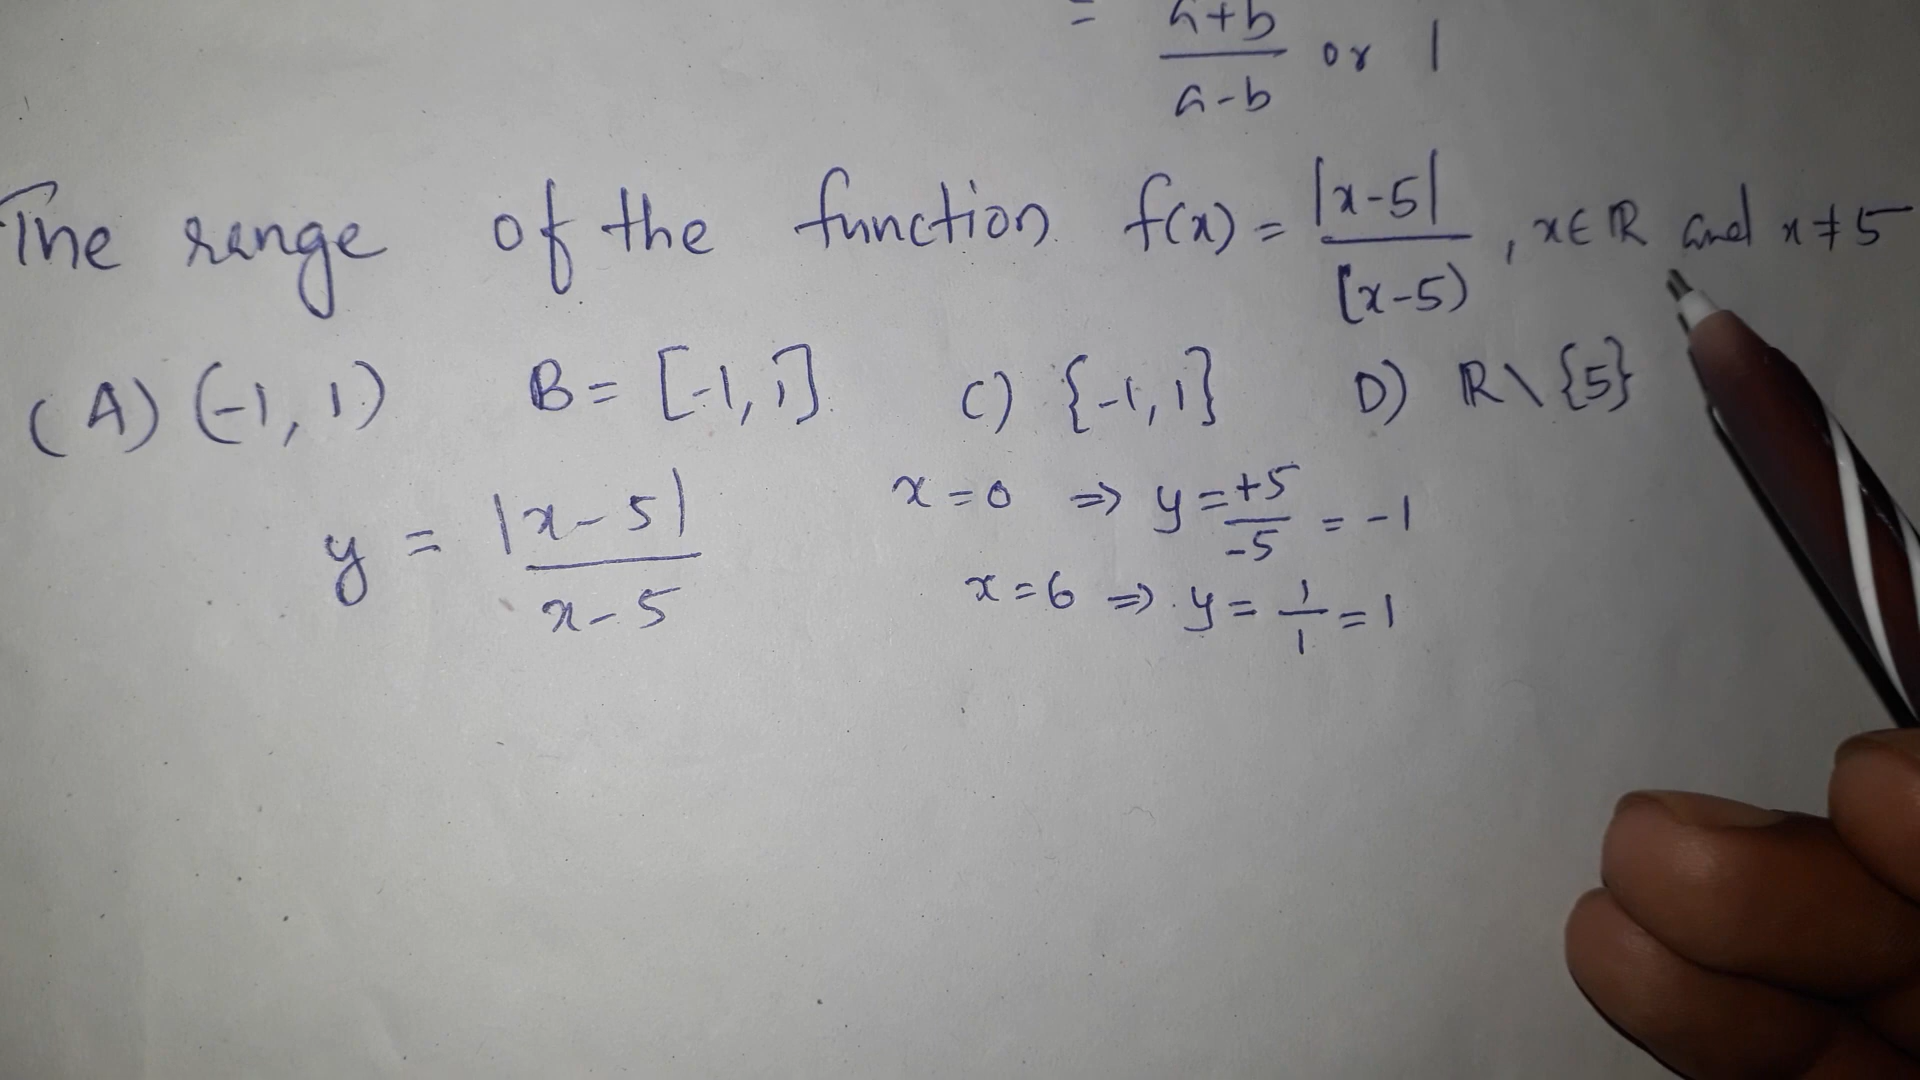 = a+b / a-b or 1
The range of the function f(x) = |x-5| / (x-5), x∈ℝ and x≠5
(A) (-1, 1) B= [-1, 1] C) {-1, 1} D) ℝ\{5}
y = |x-5| / x-5
x=0 ⇒ y = +5 / -5 = -1
x=6 ⇒ y = 1/1 = 1